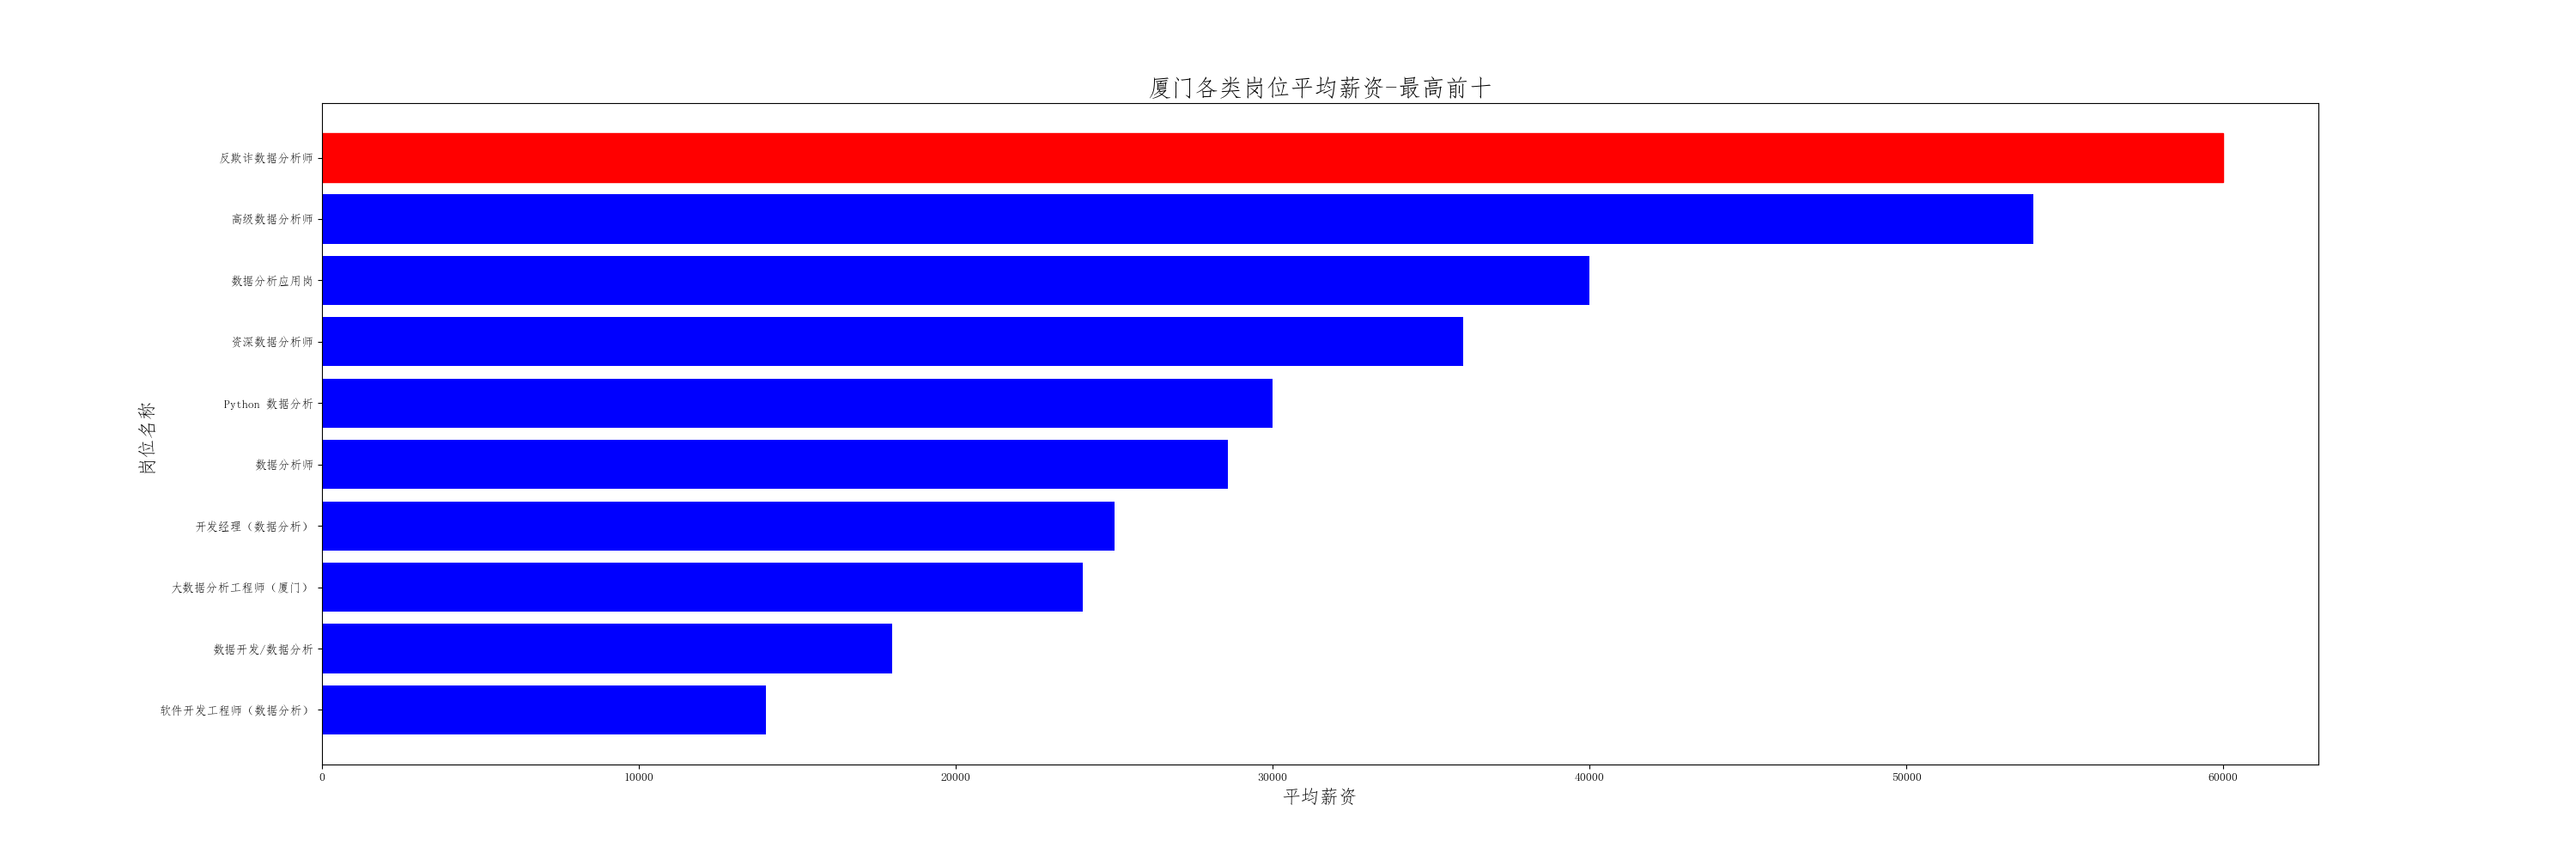 厦门各类岗位平均薪资-最高前十
岗位名称
反欺诈数据分析师
高级数据分析师
数据分析应用岗
资深数据分析师
Python 数据分析
数据分析师
开发经理（数据分析）
大数据分析工程师（厦门）
数据开发/数据分析
软件开发工程师（数据分析）
0 10000 20000 30000 40000 50000 60000
平均薪资